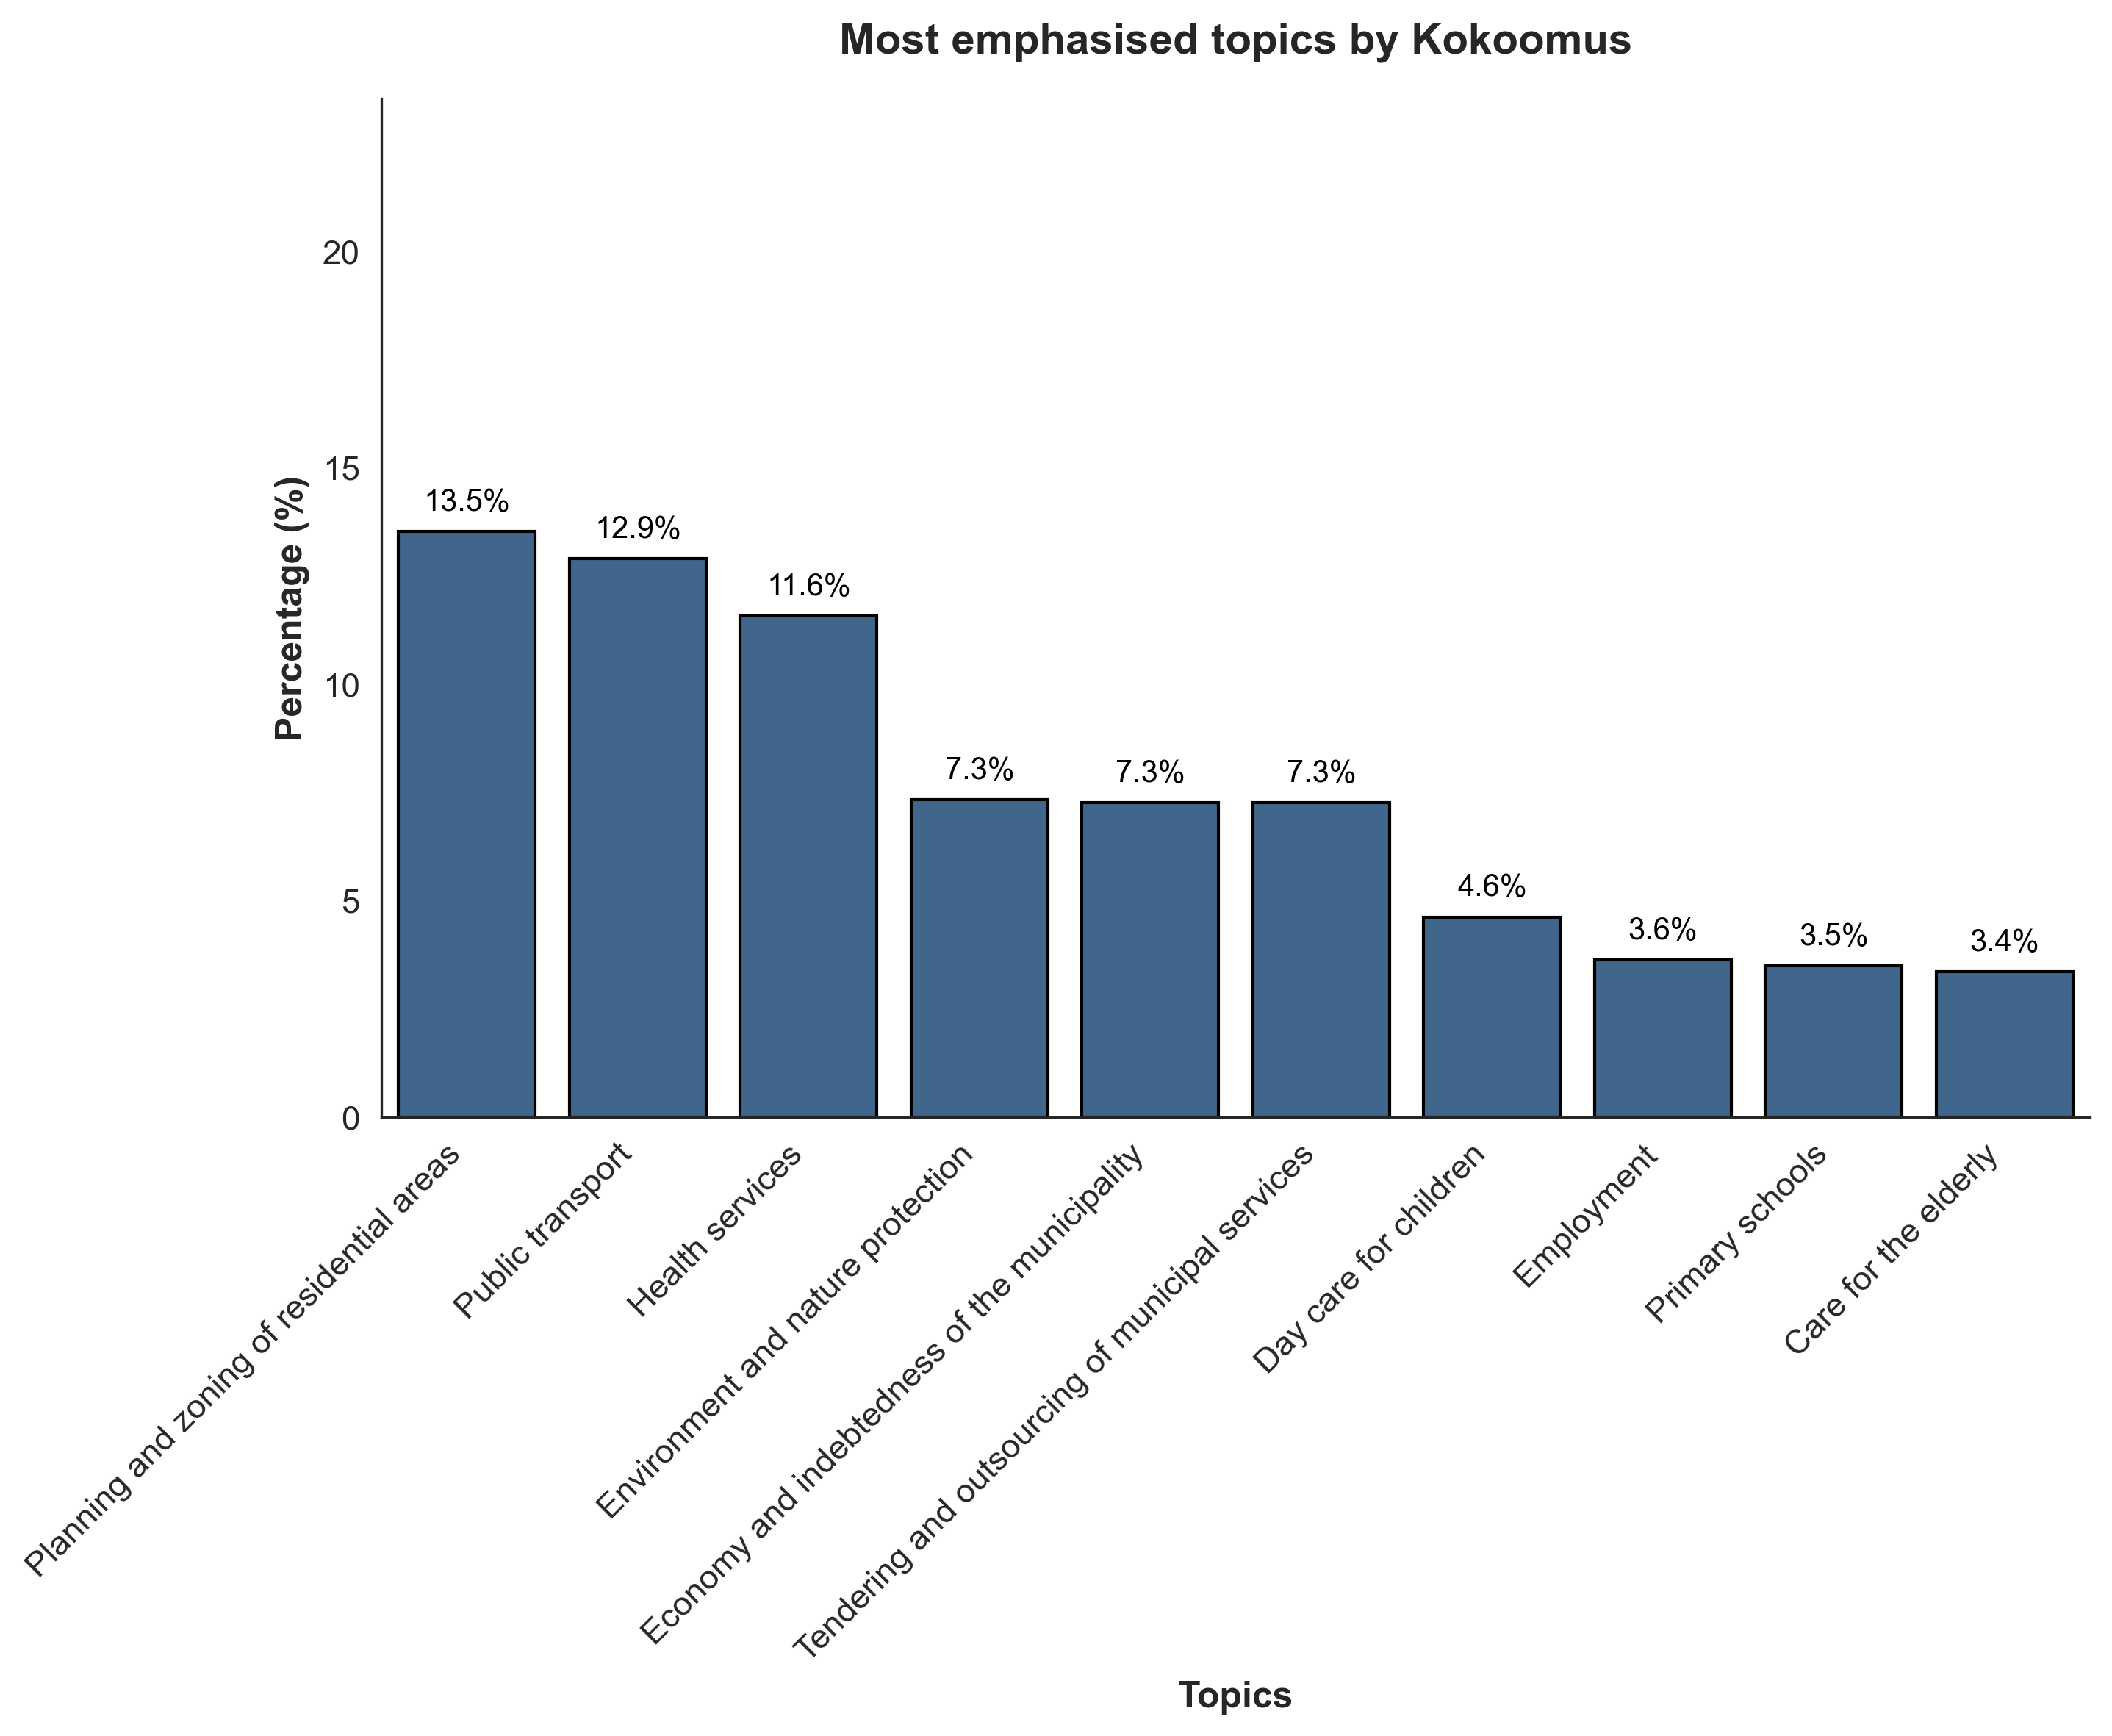 Most emphasised topics by Kokoomus
Percentage (%)
20
15
10
5
0
13.5%
12.9%
11.6%
7.3%
7.3%
7.3%
4.6%
3.6%
3.5%
3.4%
Planning and zoning of residential areas
Public transport
Health services
Environment and nature protection
Economy and indebtedness of the municipality
Tendering and outsourcing of municipal services
Day care for children
Employment
Primary schools
Care for the elderly
Topics